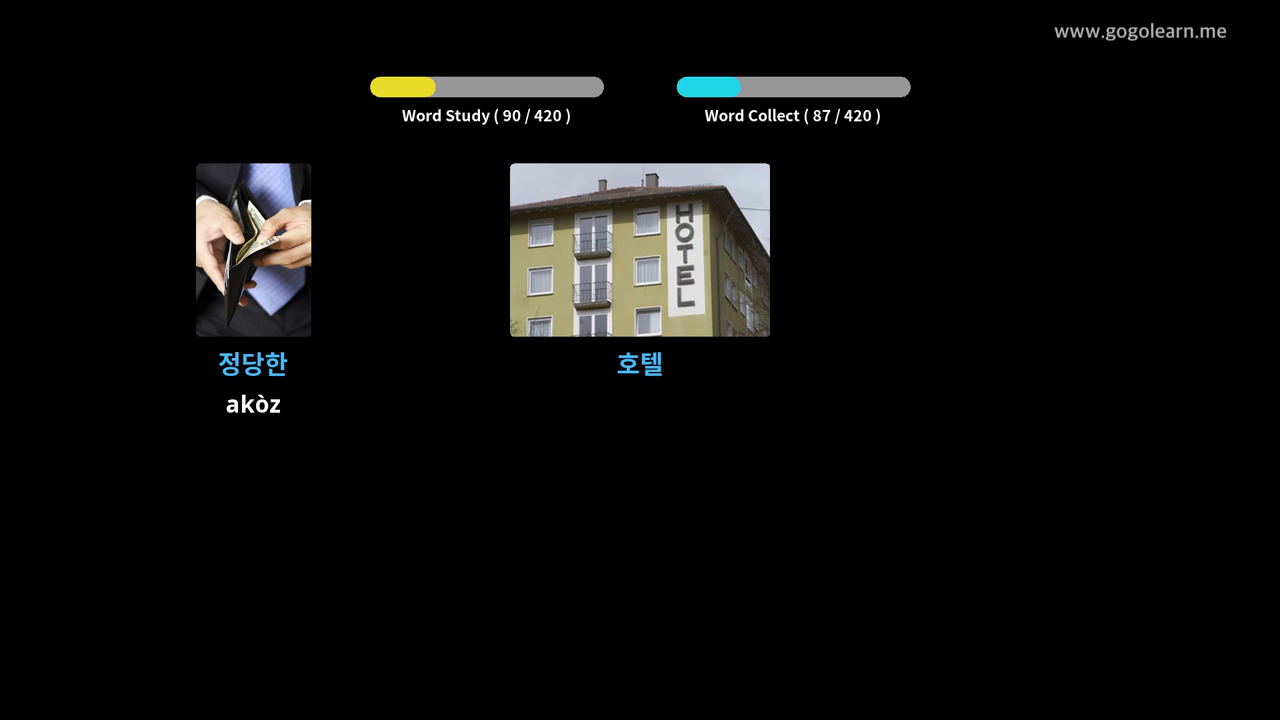 www.gogolearn.me
Word Study ( 90 / 420 )
Word Collect ( 87 / 420 )
HOTEL
정당한
호텔
akòz